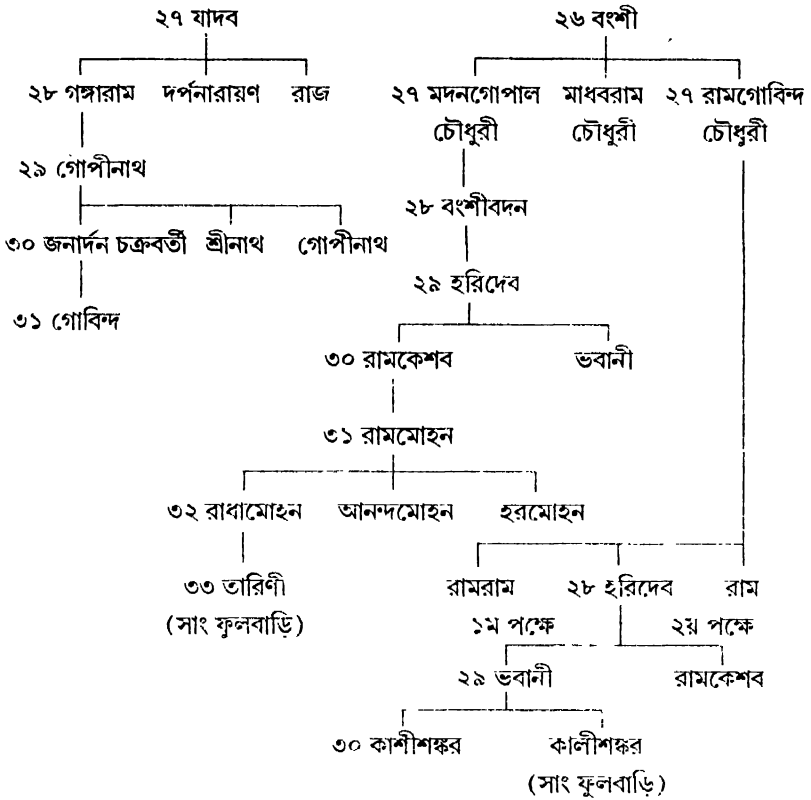 ২৭ যাদব ২৬ বংশী
২৮ গঙ্গারাম দর্পনারায়ণ রাজ ২৭ মদনগোপাল মাধবরাম ২৭ রামগোবিন্দ
চৌধুরী চৌধুরী চৌধুরী
২৯ গোপীনাথ
২৮ বংশীবদন
৩০ জনার্দন চক্রবর্তী শ্রীনাথ গোপীনাথ
২৯ হরিদেব
৩১ গোবিন্দ
৩০ রামকেশব ভবানী
৩১ রামমোহন
৩২ রাধামোহন আনন্দমোহন হরমোহন
৩৩ তারিণী রামরাম ২৮ হরিদেব রাম
(সাং ফুলবাড়ি) ১ম পক্ষে ২য় পক্ষে
২৯ ভবানী রামকেশব
৩০ কাশীশঙ্কর কালীশঙ্কর
(সাং ফুলবাড়ি)